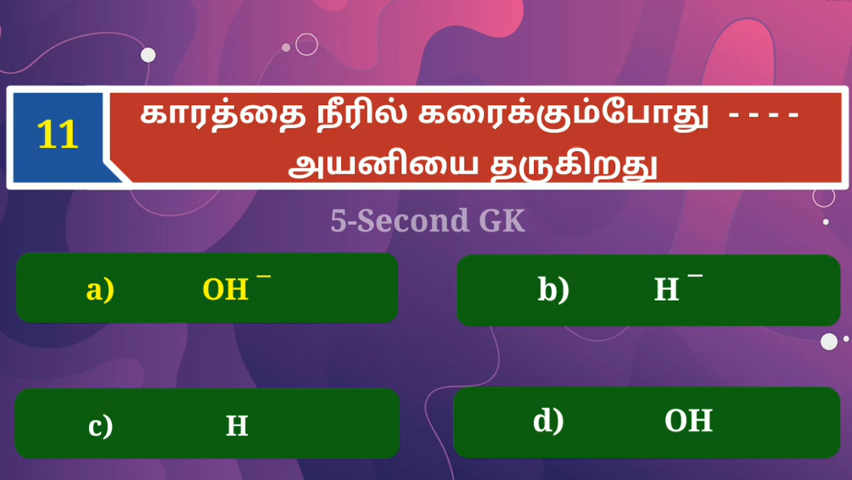 11
காரத்தை நீரில் கரைக்கும்போது - - - -
அயனியை தருகிறது
5-Second GK
a) OH⁻
b) H⁻
c) H
d) OH